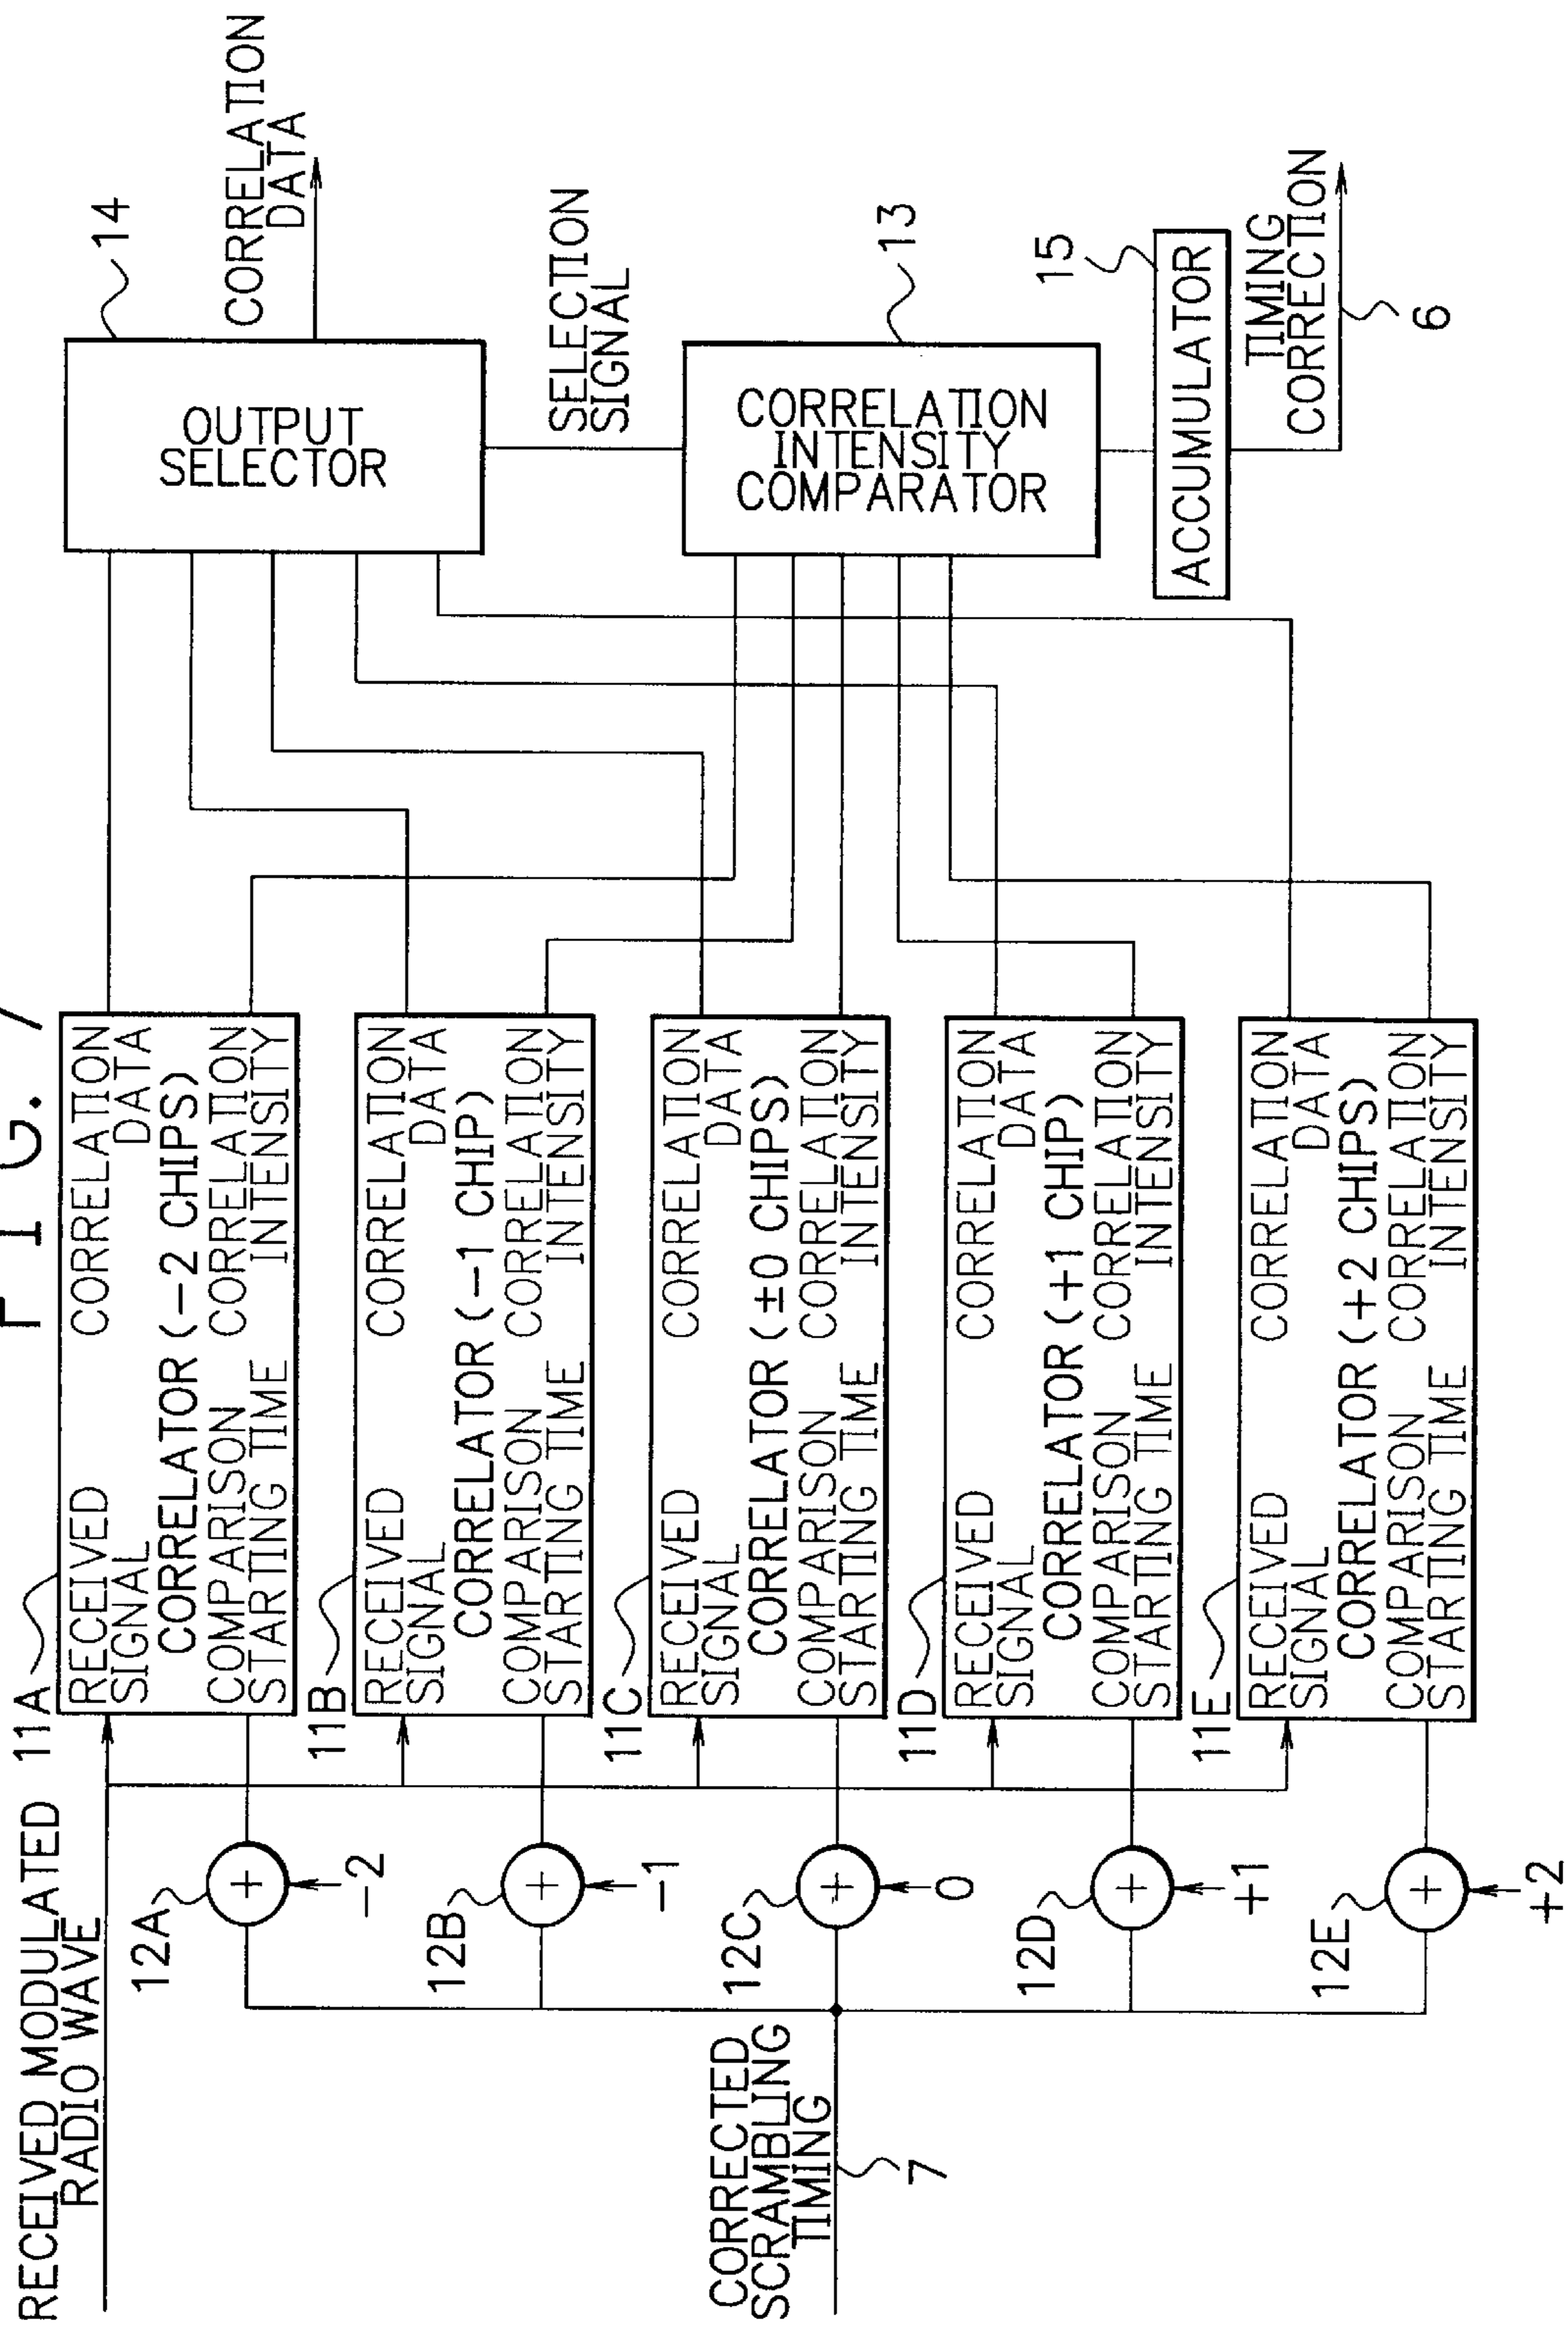 F I G.
RECEIVED MODULATED
RADIO WAVE
11A
RECEIVED
SIGNAL
CORRELATION
DATA
CORRELATOR (−2 CHIPS)
COMPARISON
STARTING TIME
CORRELATION
INTENSITY
12A
+
−2
11B
RECEIVED
SIGNAL
CORRELATION
DATA
CORRELATOR (−1 CHIP)
COMPARISON
STARTING TIME
CORRELATION
INTENSITY
12B
+
−1
11C
RECEIVED
SIGNAL
CORRELATION
DATA
CORRELATOR (±0 CHIPS)
COMPARISON
STARTING TIME
CORRELATION
INTENSITY
12C
+
0
CORRECTED
SCRAMBLING
TIMING
7
11D
RECEIVED
SIGNAL
CORRELATION
DATA
CORRELATOR (+1 CHIP)
COMPARISON
STARTING TIME
CORRELATION
INTENSITY
12D
+
+1
11E
RECEIVED
SIGNAL
CORRELATION
DATA
CORRELATOR (+2 CHIPS)
COMPARISON
STARTING TIME
CORRELATION
INTENSITY
12E
+
+2
14
OUTPUT
SELECTOR
CORRELATION
DATA
SELECTION
SIGNAL
13
CORRELATION
INTENSITY
COMPARATOR
15
ACCUMULATOR
TIMING
CORRECTION
6